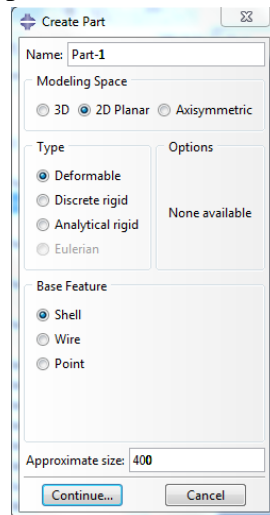 Create Part
Name: Part-1
Modeling Space
3D 2D Planar Axisymmetric
Type
Options
Deformable
Discrete rigid
Analytical rigid
Eulerian
None available
Base Feature
Shell
Wire
Point
Approximate size: 400
Continue... Cancel